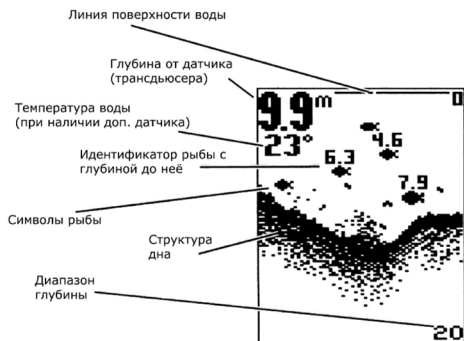 Линия поверхности воды
Глубина от датчика
(трансдьюсера)
9.9m
0
Температура воды
(при наличии доп. датчика)
23°
4.6
Идентификатор рыбы с
глубиной до неё
6.3
7.9
Символы рыбы
Структура
дна
Диапазон
глубины
20